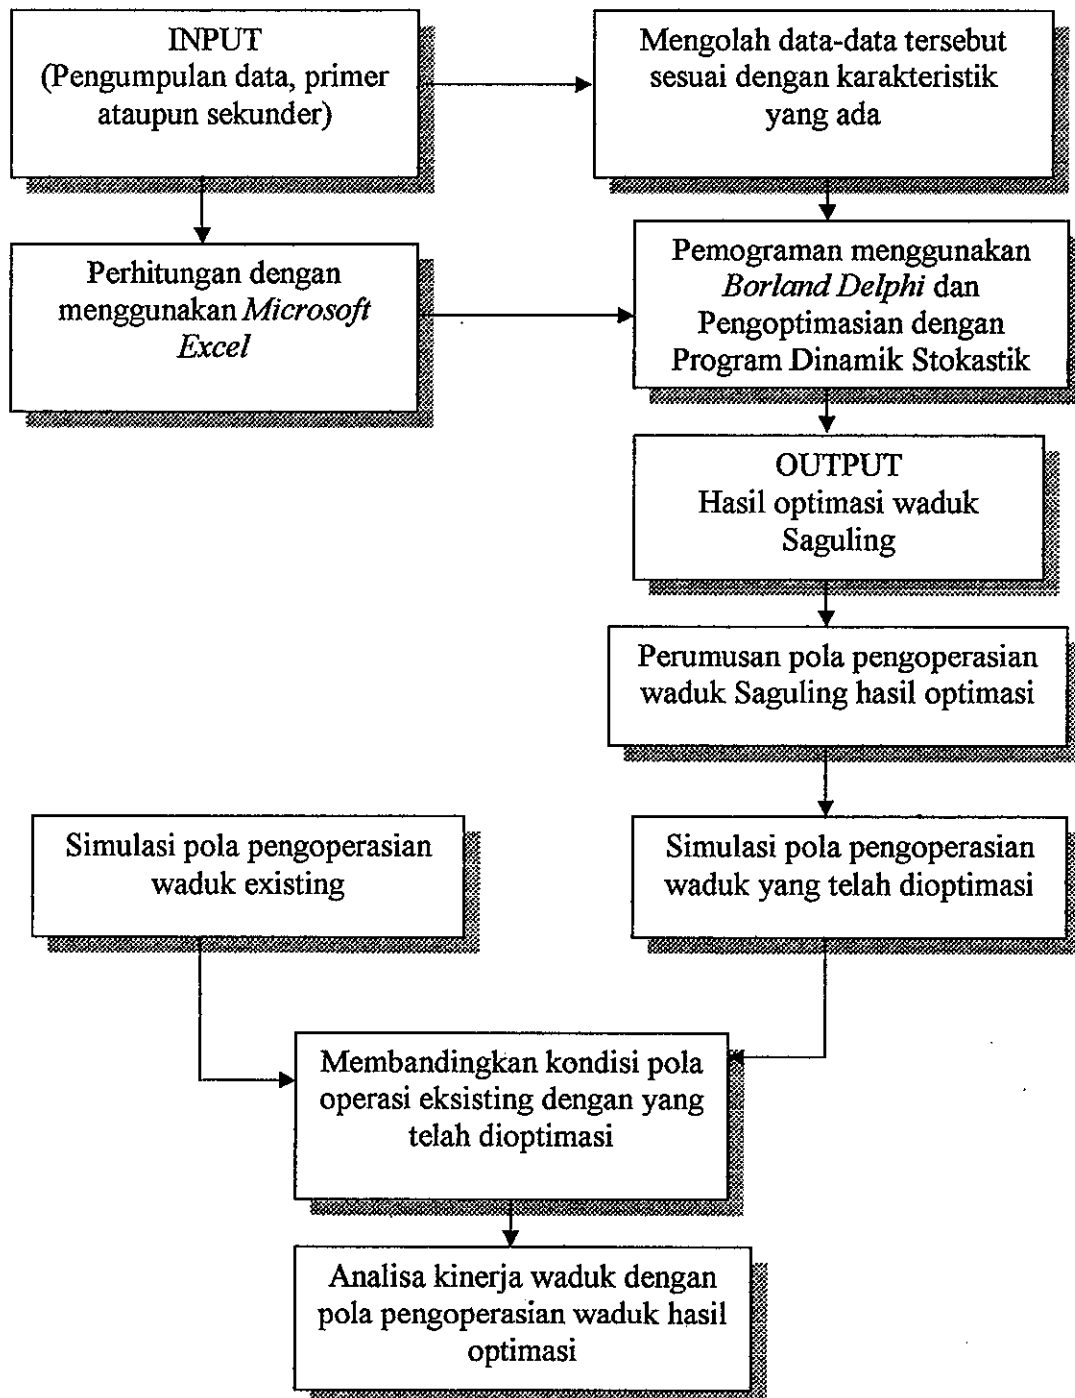 INPUT
(Pengumpulan data, primer
ataupun sekunder)
Mengolah data-data tersebut
sesuai dengan karakteristik
yang ada
Perhitungan dengan
menggunakan Microsoft
Excel
Pemograman menggunakan
Borland Delphi dan
Pengoptimasian dengan
Program Dinamik Stokastik
OUTPUT
Hasil optimasi waduk
Saguling
Perumusan pola pengoperasian
waduk Saguling hasil optimasi
Simulasi pola pengoperasian
waduk existing
Simulasi pola pengoperasian
waduk yang telah dioptimasi
Membandingkan kondisi pola
operasi eksisting dengan yang
telah dioptimasi
Analisa kinerja waduk dengan
pola pengoperasian waduk hasil
optimasi